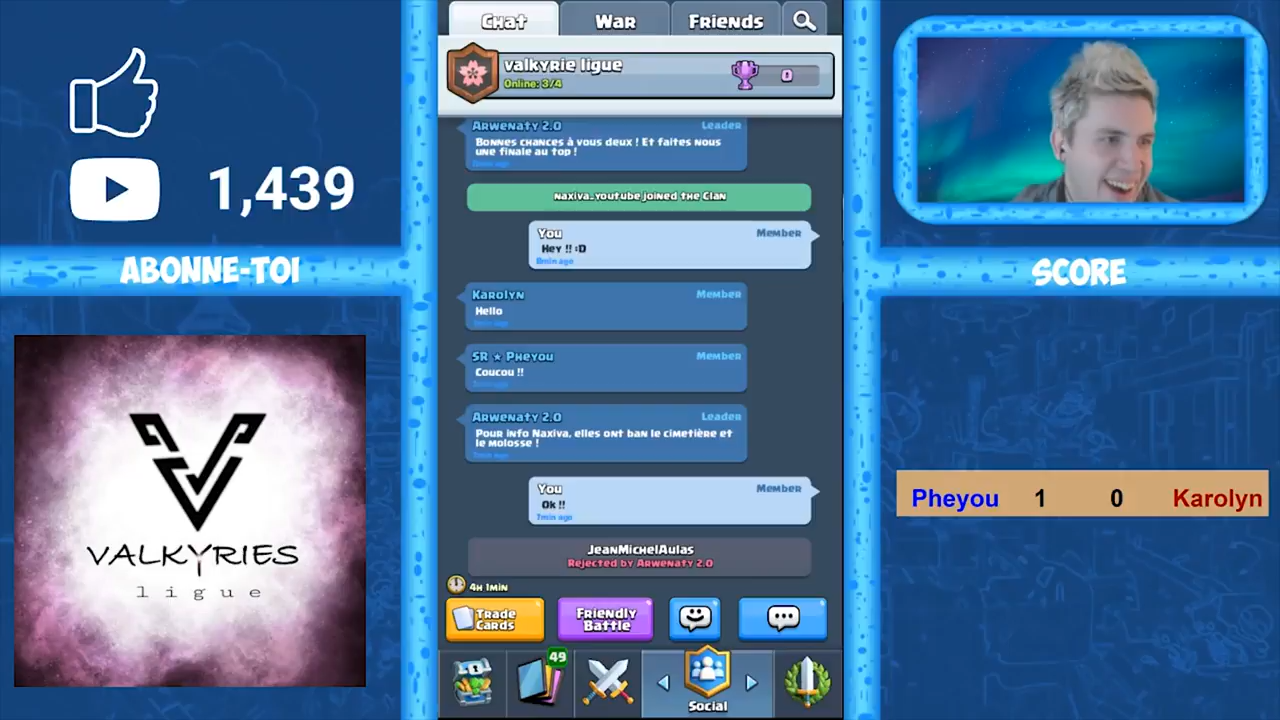 1,439
ABONNE-TOI
VALKYRIES
ligue
Chat
War
Friends
valkyrie ligue
Online: 3/4
0
Arwenaty 2.0
Leader
Bonnes chances à vous deux ! Et faites nous
une finale au top !
naxiva_youtube joined the Clan
You
Member
Hey !! :D
8min ago
Karolyn
Member
Hello
SR ★ Pheyou
Member
Coucou !!
Arwenaty 2.0
Leader
Pour info Naxiva, elles ont ban le cimetière et
le molosse !
You
Member
Ok !!
7min ago
JeanMichelAulas
Rejected by Arwenaty 2.0
4h 1min
Trade
Cards
Friendly
Battle
49
Social
SCORE
Pheyou 1 0 Karolyn